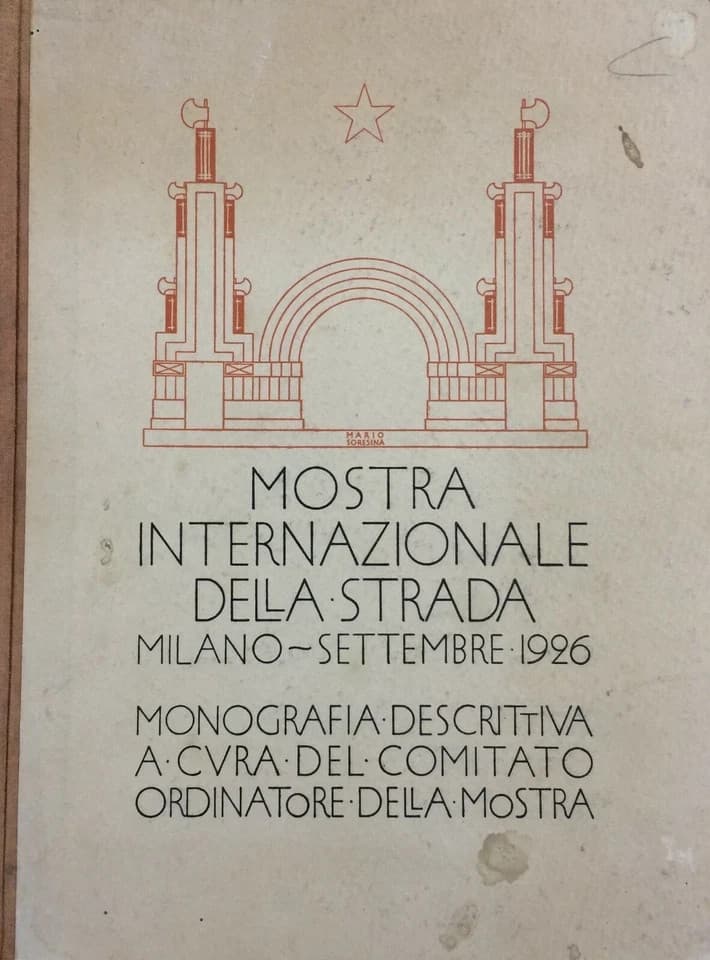 MARIO
SORESINA
MOSTRA
INTERNAZIONALE
DELLA·STRADA
MILANO~SETTEMBRE·1926
MONOGRAFIA·DESCRITTIVA
A·CVRA·DEL·COMITATO
ORDINATORE·DELLA·MOSTRA